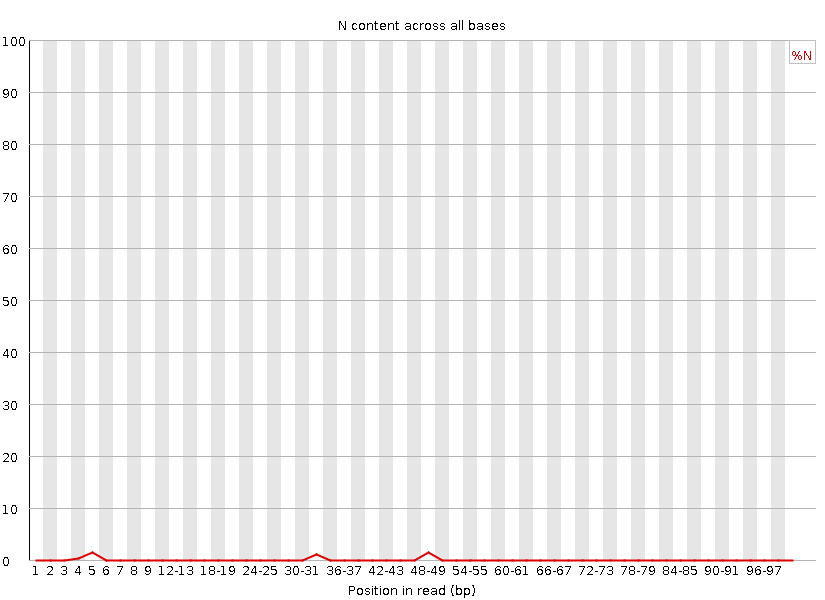 N content across all bases
100
%N
90
80
70
60
50
40
30
20
10
0
1 2 3 4 5 6 7 8 9 12-13 18-19 24-25 30-31 36-37 42-43 48-49 54-55 60-61 66-67 72-73 78-79 84-85 90-91 96-97
Position in read (bp)